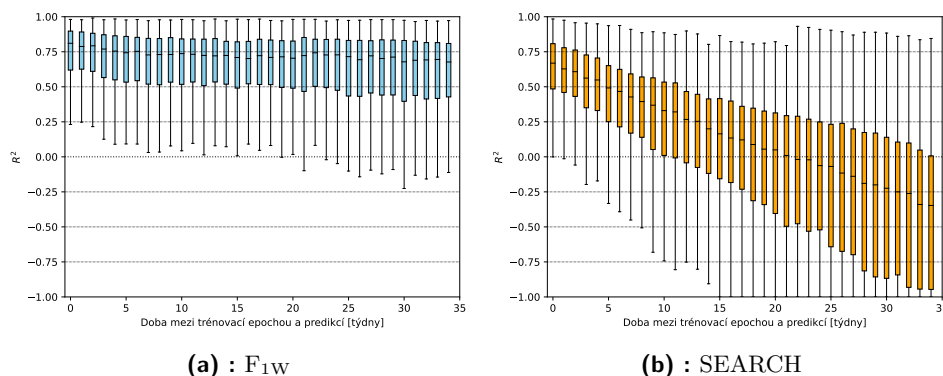 1.00
0.75
0.50
0.25
0.00
−0.25
−0.50
−0.75
−1.00
R²
0 5 10 15 20 25 30 35
Doba mezi trénovací epochou a predikcí [týdny]
(a) : F1W
1.00
0.75
0.50
0.25
0.00
−0.25
−0.50
−0.75
−1.00
R²
0 5 10 15 20 25 30 3
Doba mezi trénovací epochou a predikcí [týdny]
(b) : SEARCH